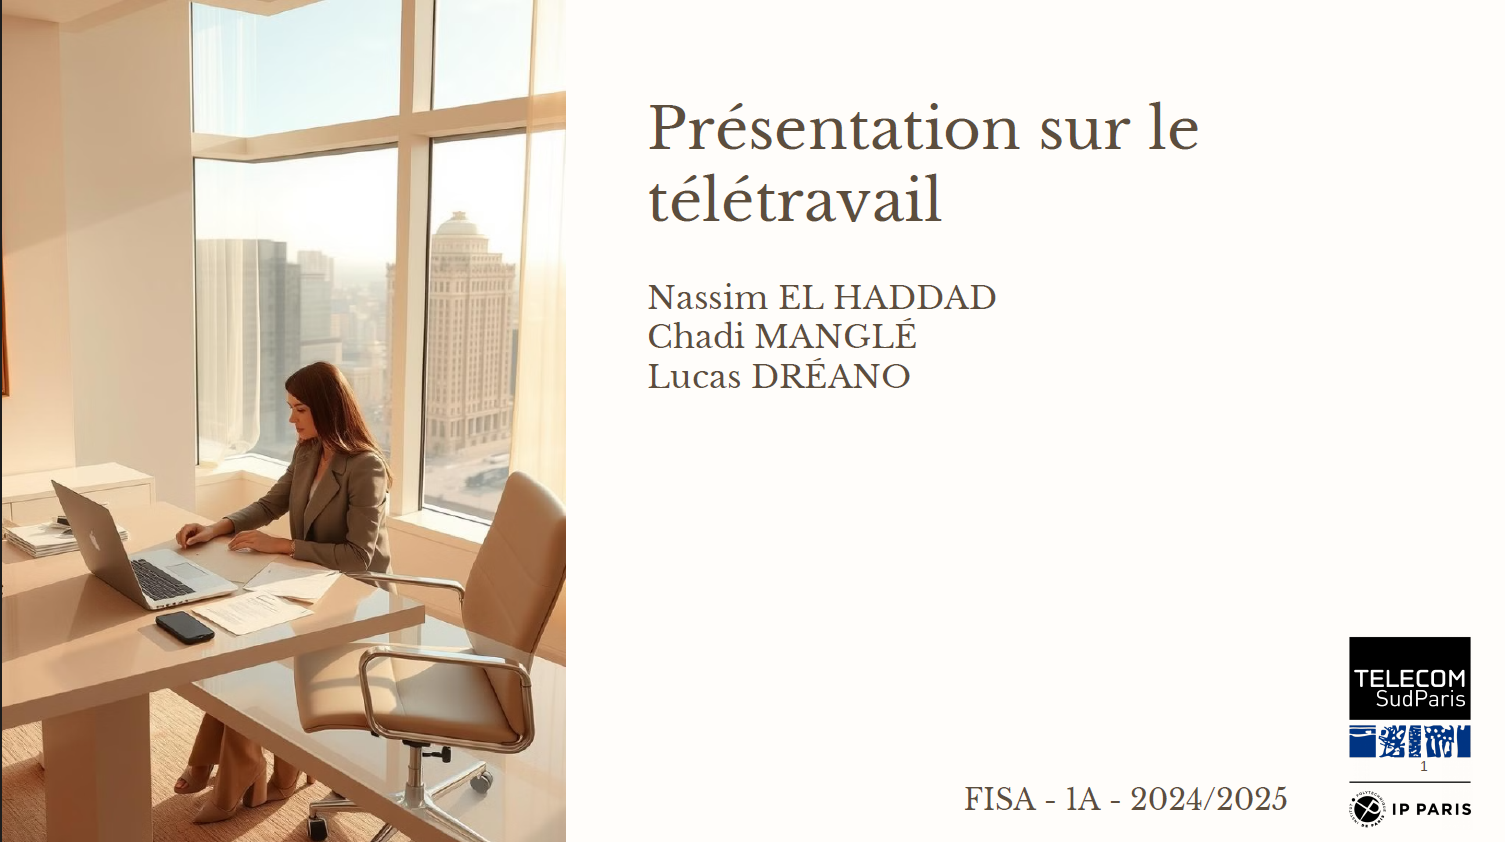 Présentation sur le
télétravail
Nassim EL HADDAD
Chadi MANGLÉ
Lucas DRÉANO
FISA - 1A - 2024/2025
TELECOM
SudParis
1
IP PARIS